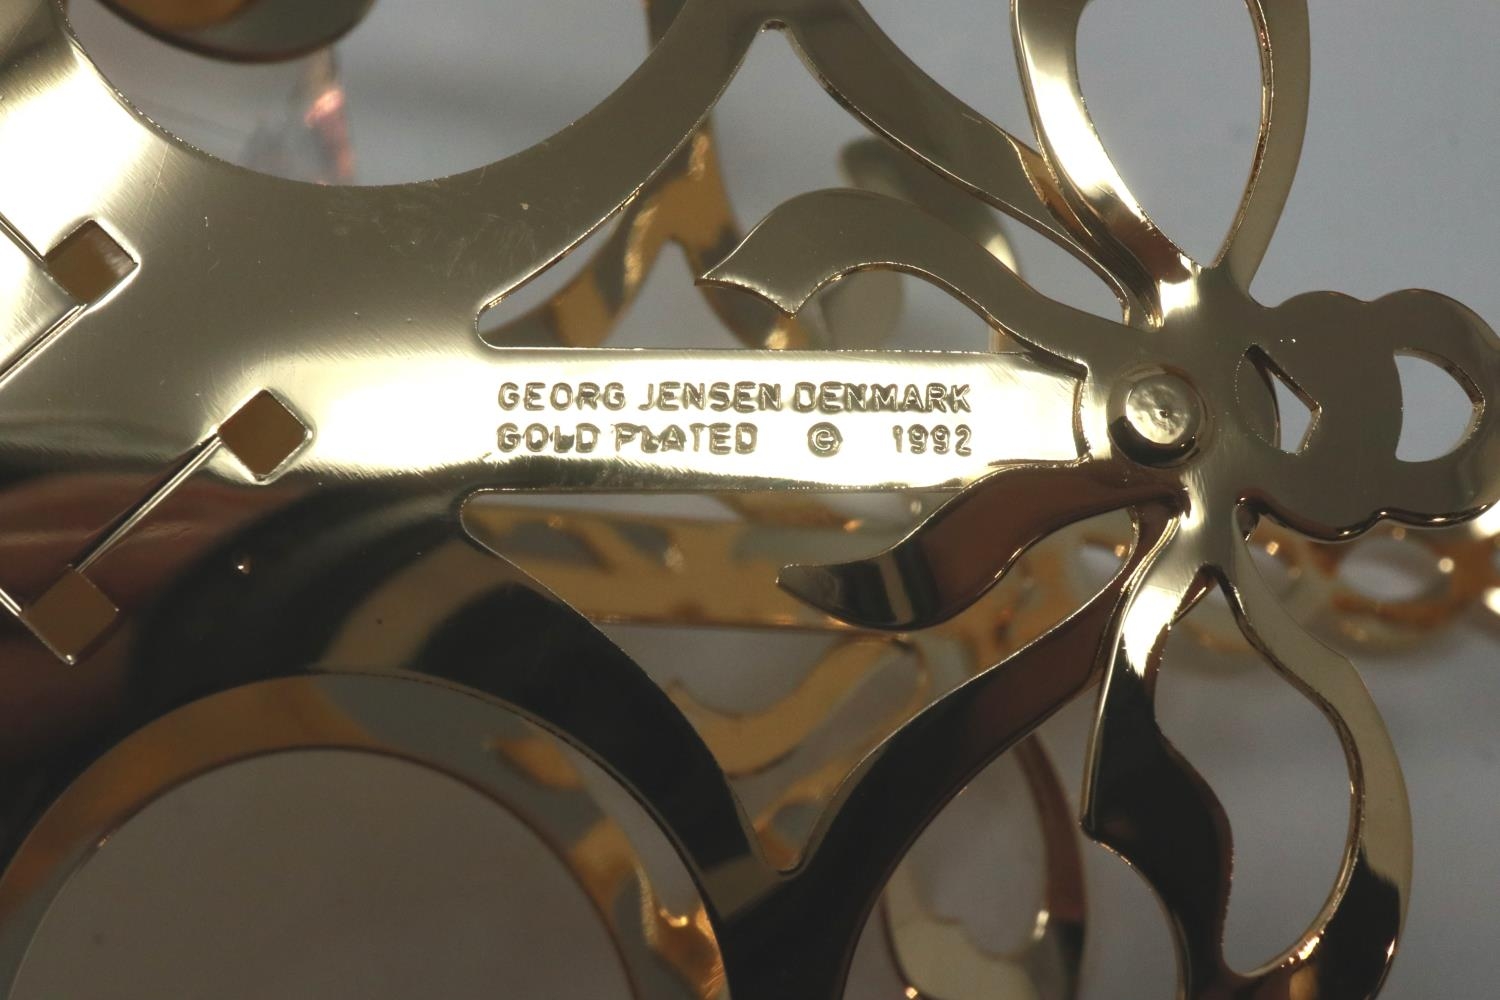 GEORG JENSEN DENMARK
GOLD PLATED © 1992